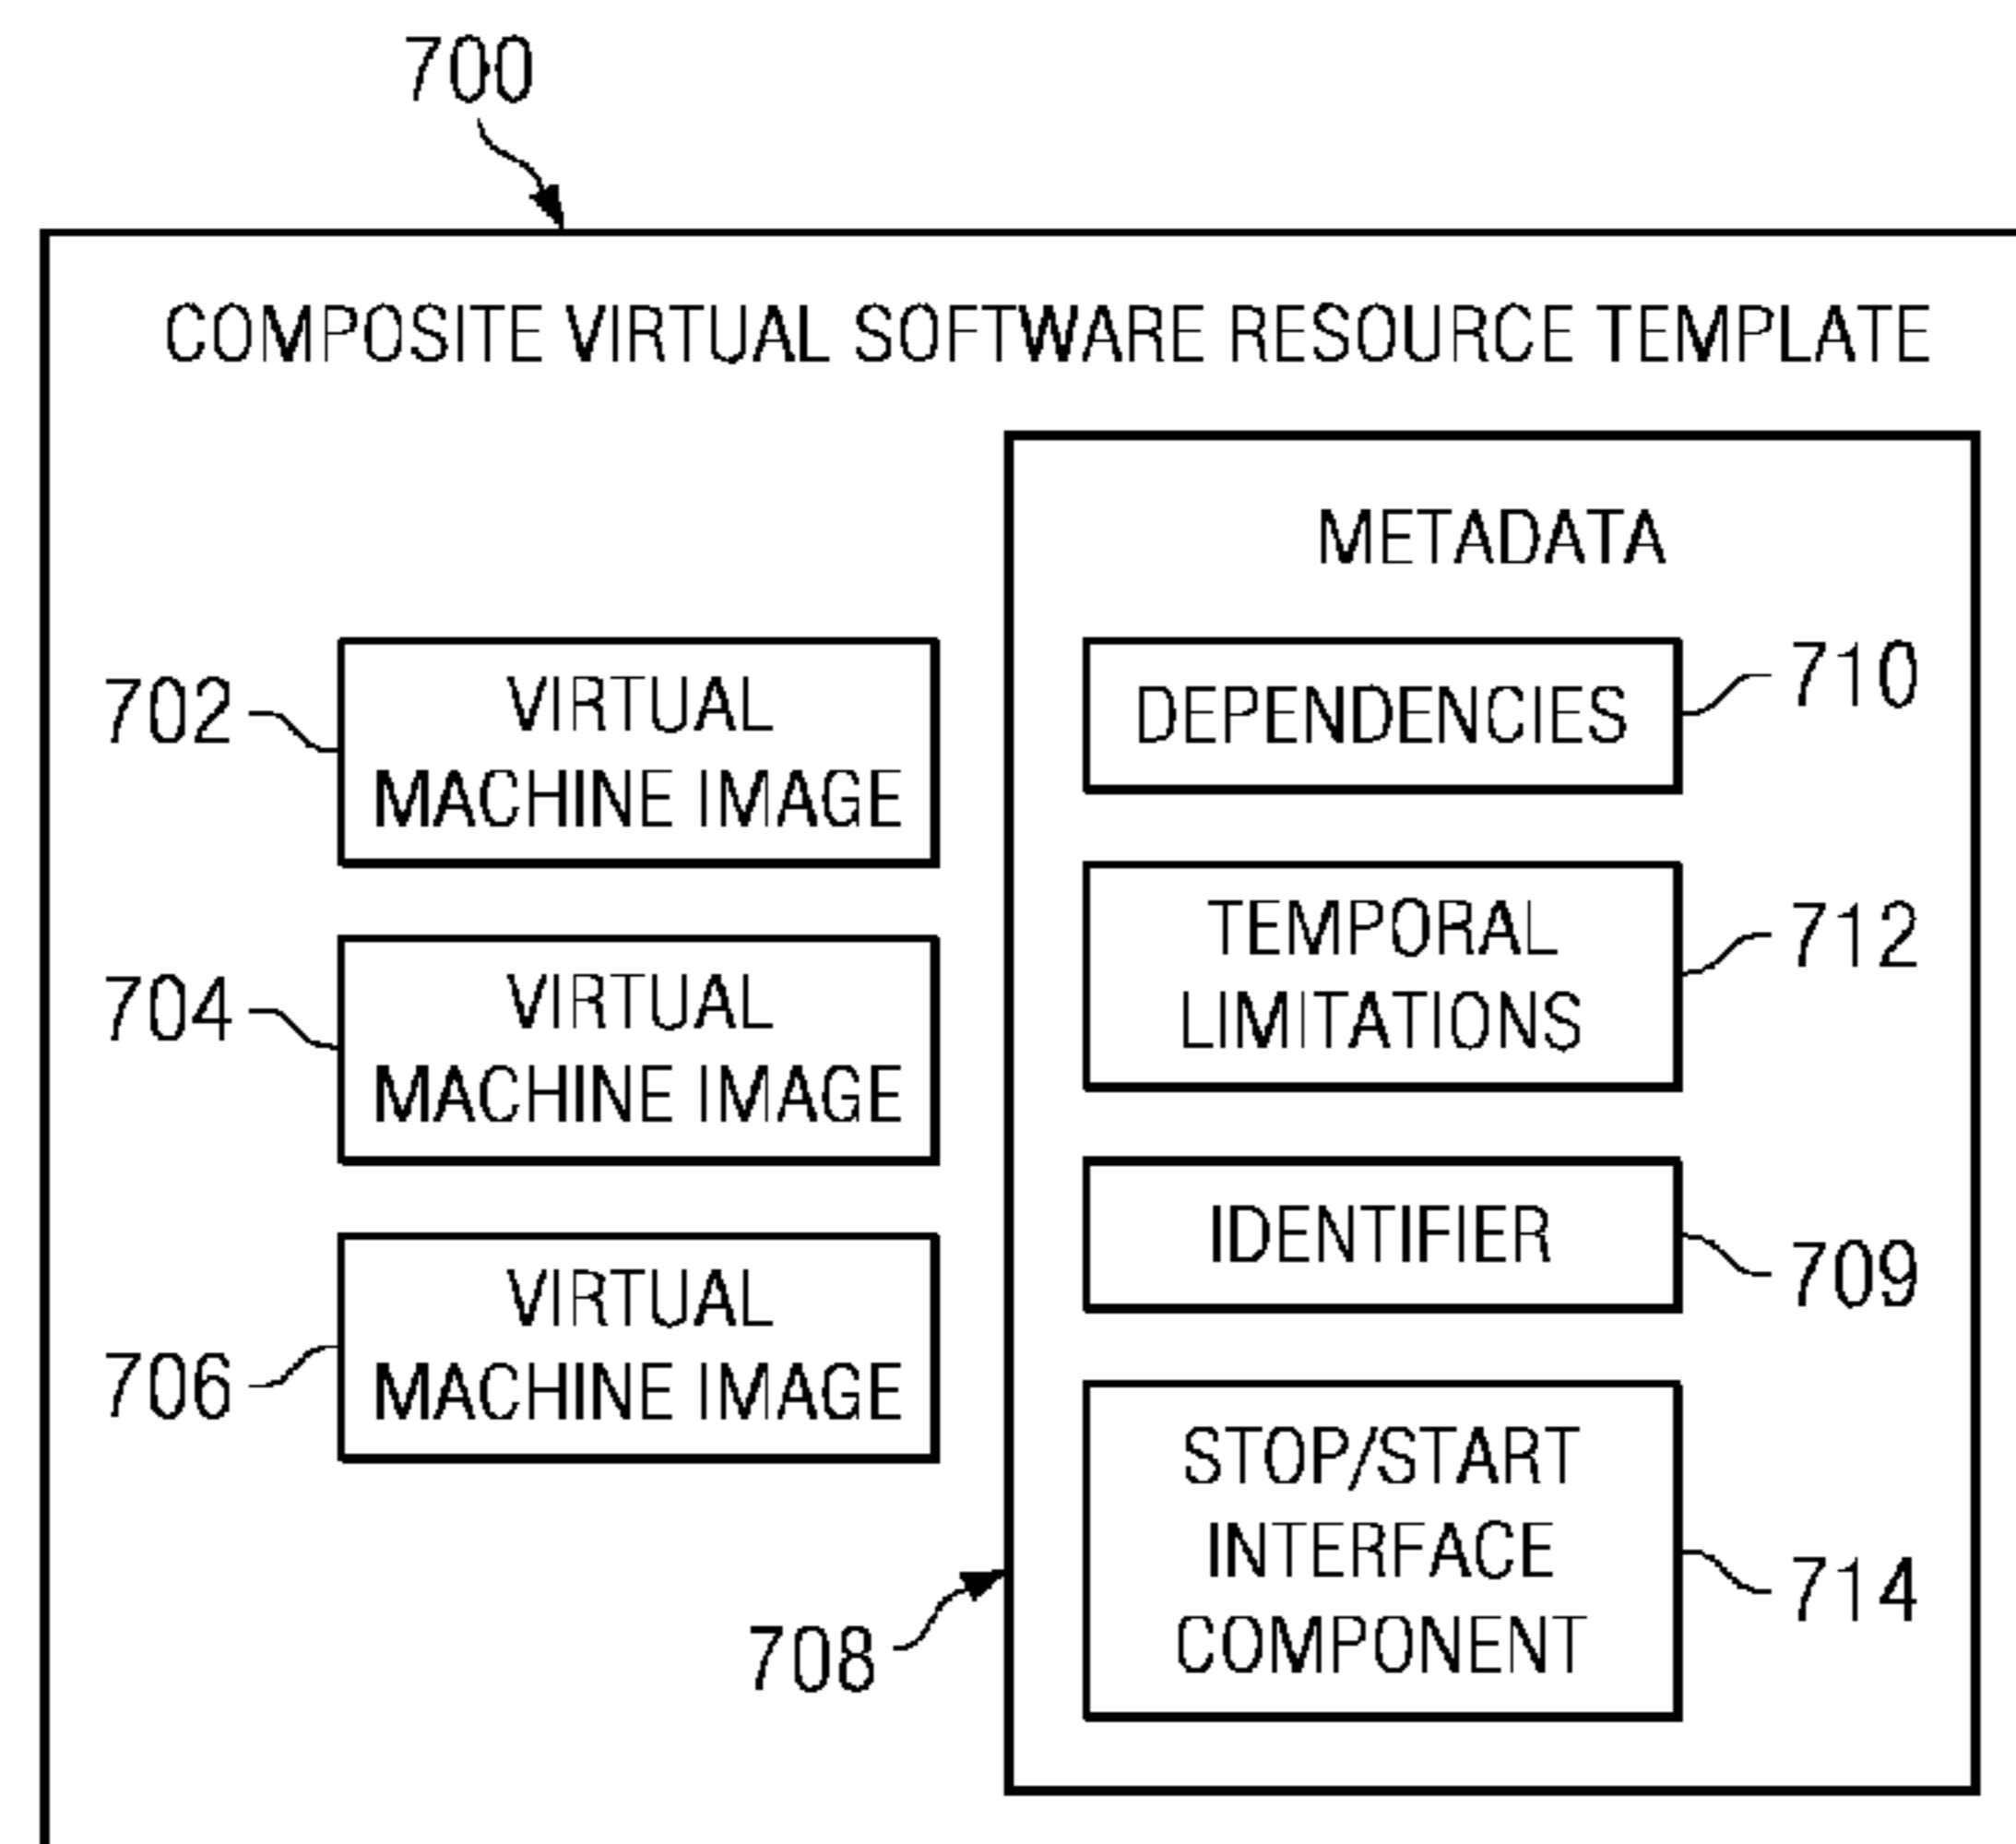 700
COMPOSITE VIRTUAL SOFTWARE RESOURCE TEMPLATE
702
VIRTUAL
MACHINE IMAGE
704
VIRTUAL
MACHINE IMAGE
706
VIRTUAL
MACHINE IMAGE
708
METADATA
DEPENDENCIES
710
TEMPORAL
LIMITATIONS
712
IDENTIFIER
709
STOP/START
INTERFACE
COMPONENT
714